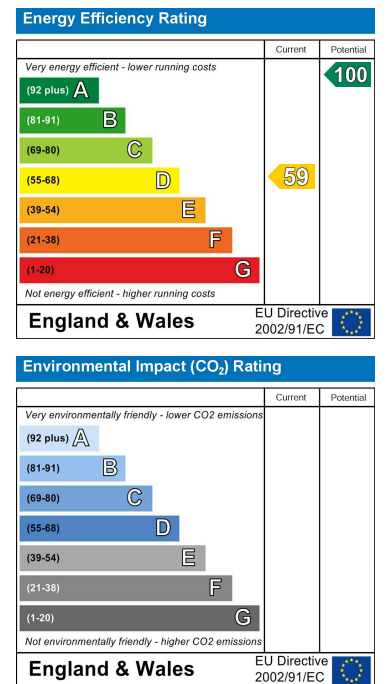 Energy Efficiency Rating
Current Potential
Very energy efficient - lower running costs
100
(92 plus) A
(81-91) B
(69-80) C
(55-68) D
59
(39-54) E
(21-38) F
(1-20) G
Not energy efficient - higher running costs
England & Wales
EU Directive
2002/91/EC
Environmental Impact (CO₂) Rating
Current Potential
Very environmentally friendly - lower CO2 emissions
(92 plus) A
(81-91) B
(69-80) C
(55-68) D
(39-54) E
(21-38) F
(1-20) G
Not environmentally friendly - higher CO2 emissions
England & Wales
EU Directive
2002/91/EC